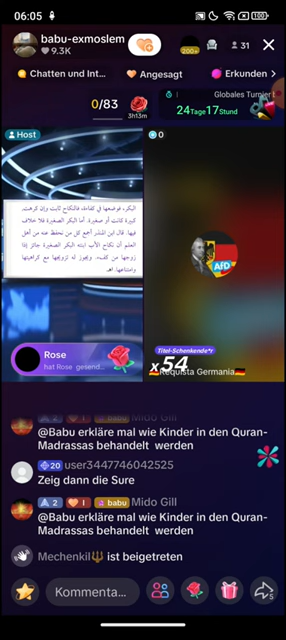 06:05
100
babu-exmoslem
9.3K
200+
31
Chatten und Int...
Angesagt
Erkunden
0/83
3h13m
Globales Turnier
24Tage17Stund
Host
0
البكر، فوضعها في كفاءة، فالنكاح ثابت وإن كرهت،
كبيرة كانت أو صغيرة. أما البكر الصغيرة فلا خلاف
فيها. قال ابن المنذر أجمع كل من نحفظ عنه من أهل
العلم أن نكاح الأب ابنته البكر الصغيرة جائز إذا
زوجها من كفء، ويجوز له تزويجها مع كراهيتها
وامتناعها.
AfD
Rose
hat Rose gesend...
Titel-Schenkende*r
x54
Requista Germania
2 1 babu Mido Gill
@Babu erkläre mal wie Kinder in den Quran-
Madrassas behandelt werden
20 user3447746042525
Zeig dann die Sure
2 1 babu Mido Gill
@Babu erkläre mal wie Kinder in den Quran-
Madrassas behandelt werden
Mechenkil ist beigetreten
Kommenta...
5